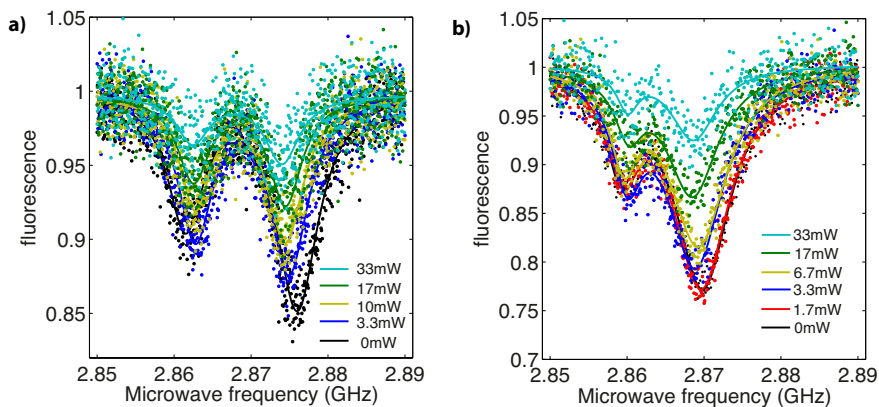 a)
1.05
1
0.95
0.9
0.85
fluorescence
33mW
17mW
10mW
3.3mW
0mW
2.85
2.86
2.87
2.88
2.89
Microwave frequency (GHz)
b)
1.05
1
0.95
0.9
0.85
0.8
0.75
0.7
fluorescence
33mW
17mW
6.7mW
3.3mW
1.7mW
0mW
2.85
2.86
2.87
2.88
2.89
Microwave frequency (GHz)